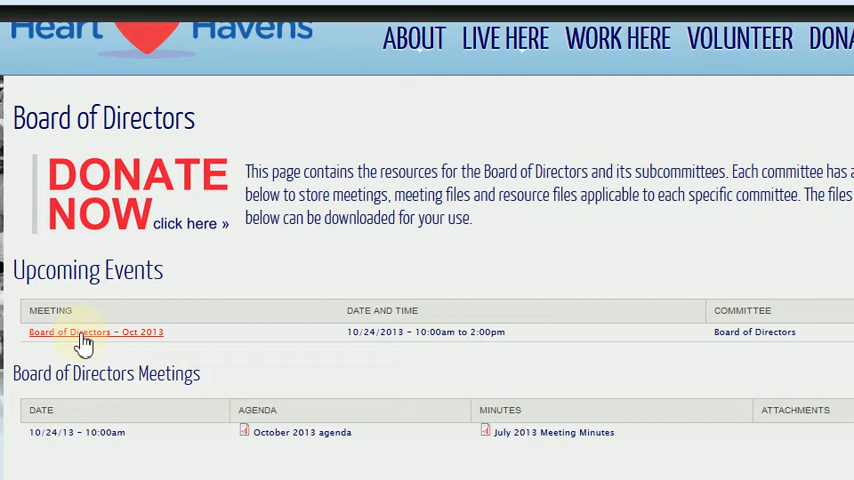 Heart Havens
ABOUT LIVE HERE WORK HERE VOLUNTEER DONA
Board of Directors
DONATE
NOW click here »
This page contains the resources for the Board of Directors and its subcommittees. Each committee has a
below to store meetings, meeting files and resource files applicable to each specific committee. The files
below can be downloaded for your use.
Upcoming Events
MEETING DATE AND TIME COMMITTEE
Board of Directors - Oct 2013 10/24/2013 - 10:00am to 2:00pm Board of Directors
Board of Directors Meetings
DATE AGENDA MINUTES ATTACHMENTS
10/24/13 - 10:00am October 2013 agenda July 2013 Meeting Minutes